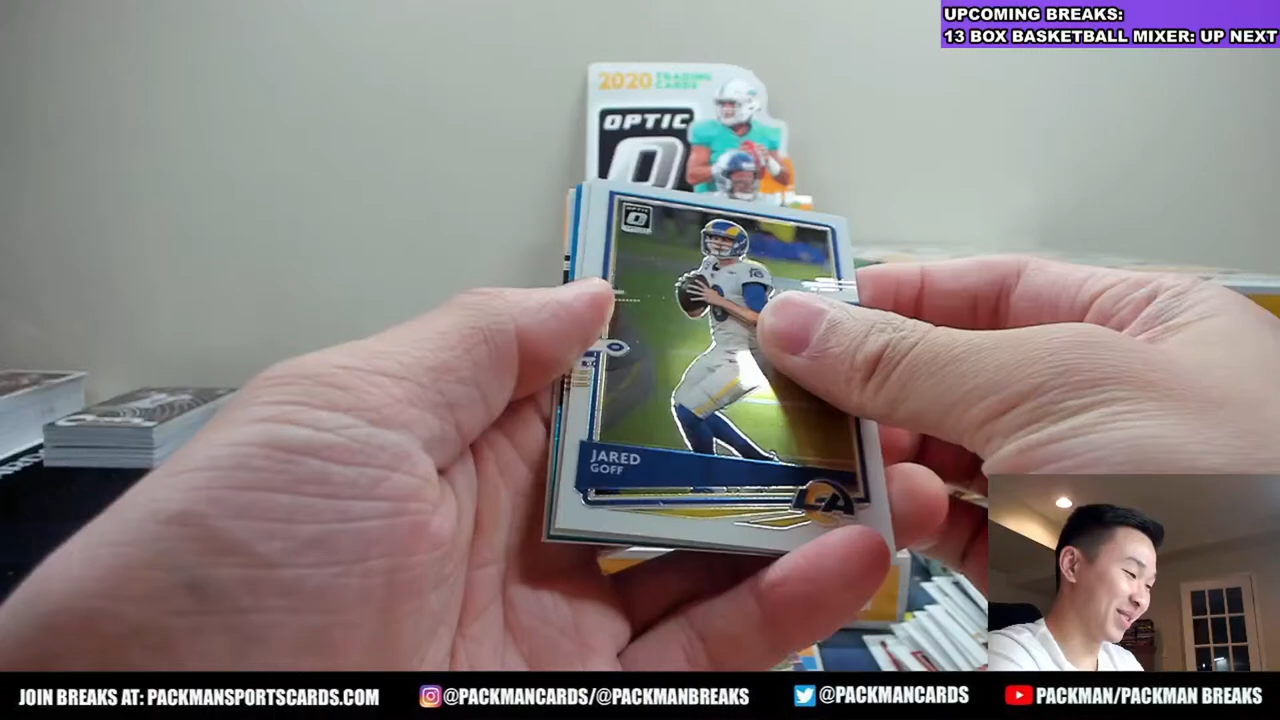 UPCOMING BREAKS:
13 BOX BASKETBALL MIXER: UP NEXT
2020 TRADING CARDS
OPTIC
OPTIC
JARED
GOFF
LA
JOIN BREAKS AT: PACKMANSPORTSCARDS.COM
@PACKMANCARDS/@PACKMANBREAKS
@PACKMANCARDS
PACKMAN/PACKMAN BREAKS